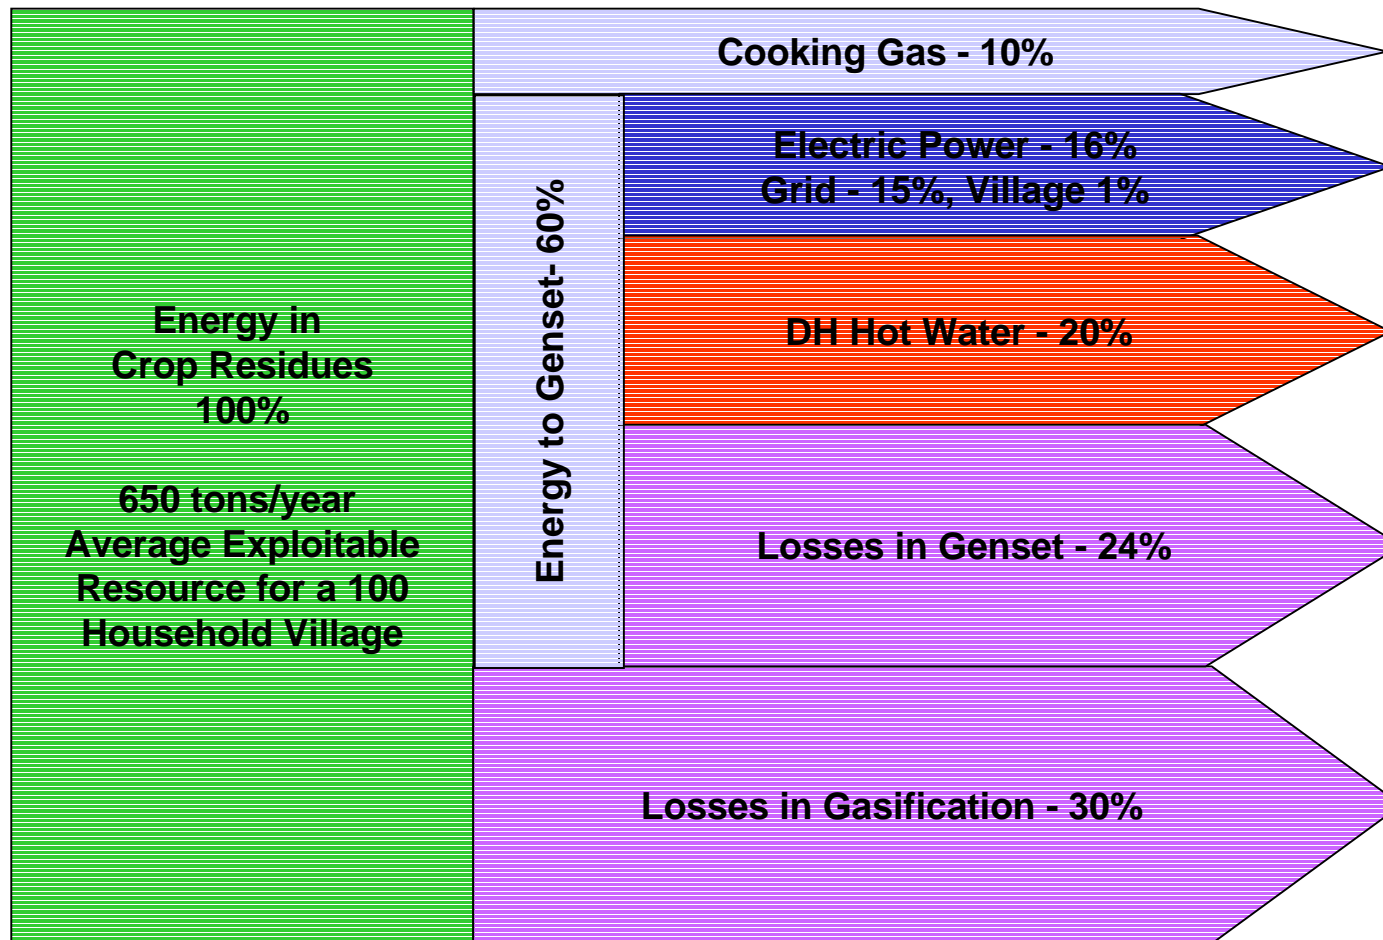 Cooking Gas - 10%
Electric Power - 16%
Grid - 15%, Village 1%
Energy to Genset- 60%
DH Hot Water - 20%
Energy in
Crop Residues
100%
650 tons/year
Average Exploitable
Resource for a 100
Household Village
Losses in Genset - 24%
Losses in Gasification - 30%